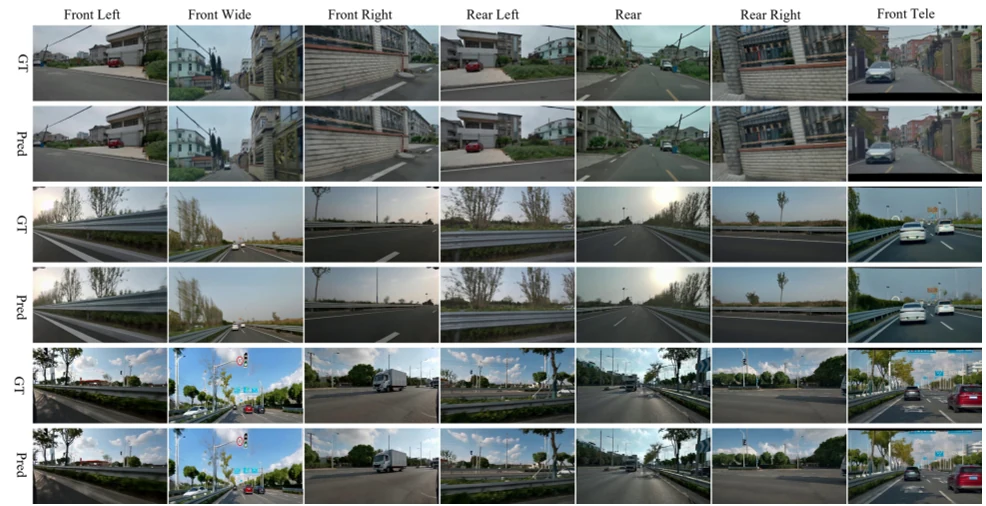 Front Left Front Wide Front Right Rear Left Rear Rear Right Front Tele
GT
Pred
GT
Pred
GT
Pred